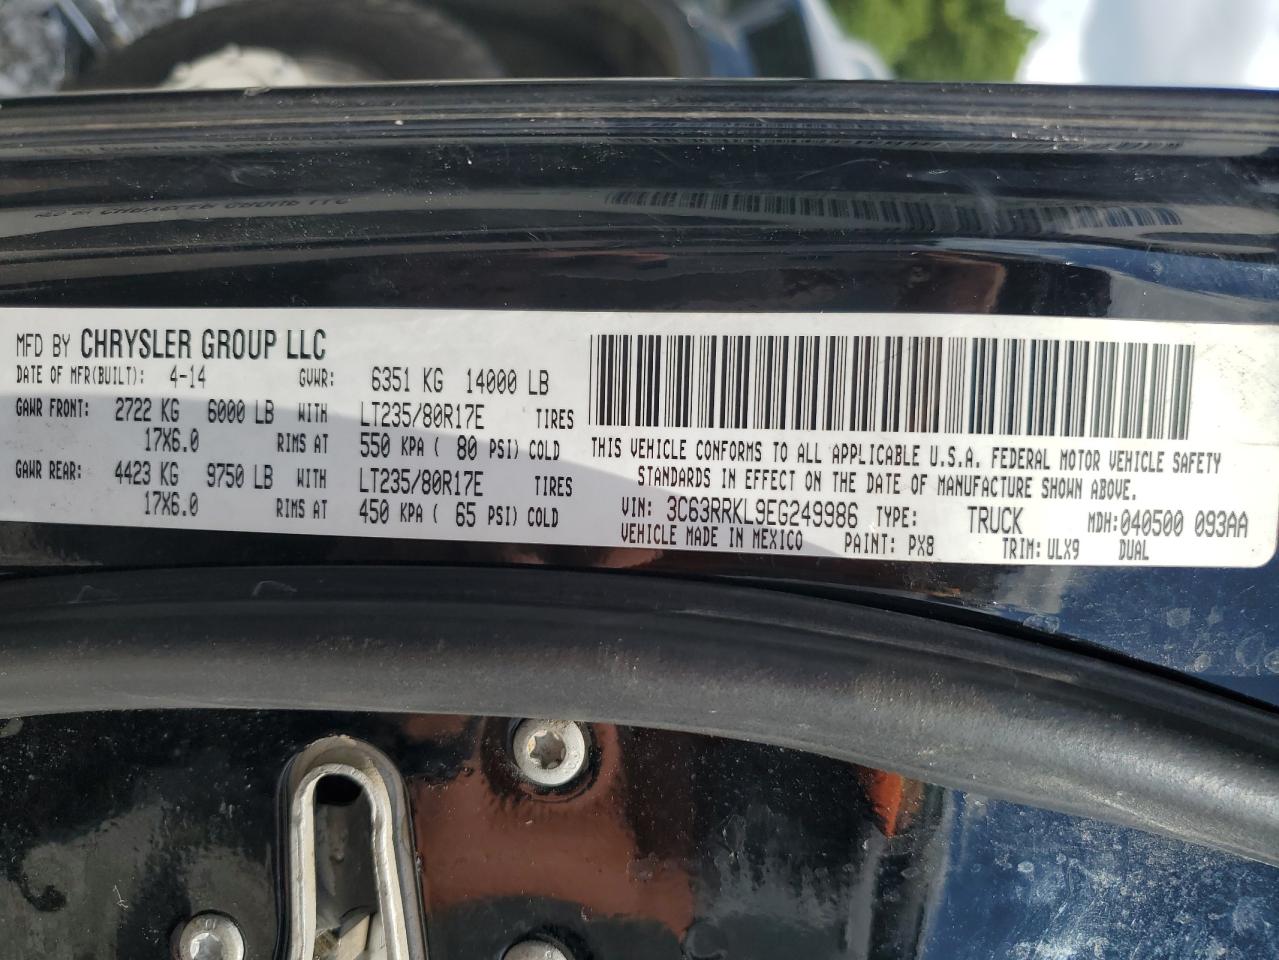 MFD BY CHRYSLER GROUP LLC
DATE OF MFR(BUILT): 4-14 GVWR: 6351 KG 14000 LB
GAWR FRONT: 2722 KG 6000 LB WITH LT235/80R17E TIRES
17X6.0 RIMS AT 550 KPA ( 80 PSI) COLD
GAWR REAR: 4423 KG 9750 LB WITH LT235/80R17E TIRES
17X6.0 RIMS AT 450 KPA ( 65 PSI) COLD
THIS VEHICLE CONFORMS TO ALL APPLICABLE U.S.A. FEDERAL MOTOR VEHICLE SAFETY
STANDARDS IN EFFECT ON THE DATE OF MANUFACTURE SHOWN ABOVE.
VIN: 3C63RRKL9EG249986 TYPE: TRUCK MDH: 040500 093AA
VEHICLE MADE IN MEXICO PAINT: PX8 TRIM: ULX9 DUAL